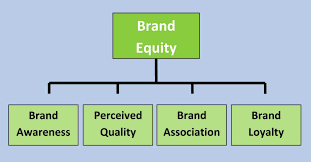 Brand
Equity
Brand
Awareness
Perceived
Quality
Brand
Association
Brand
Loyalty